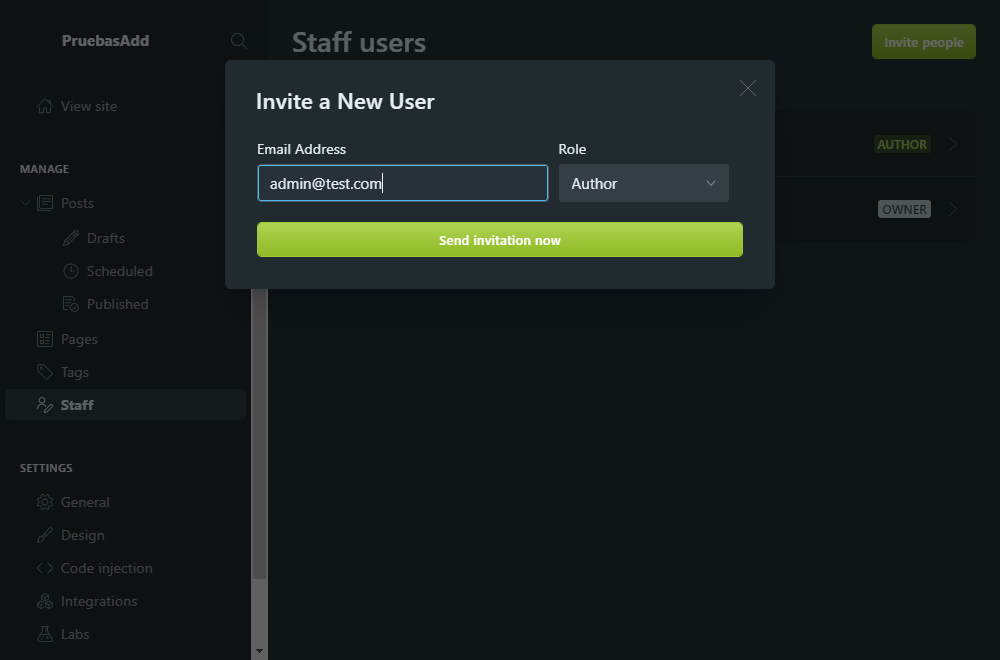 PruebasAdd
Staff users
Invite people
View site
Invite a New User
Email Address
Role
admin@test.com
Author
Send invitation now
AUTHOR
OWNER
MANAGE
Posts
Drafts
Scheduled
Published
Pages
Tags
Staff
SETTINGS
General
Design
Code injection
Integrations
Labs